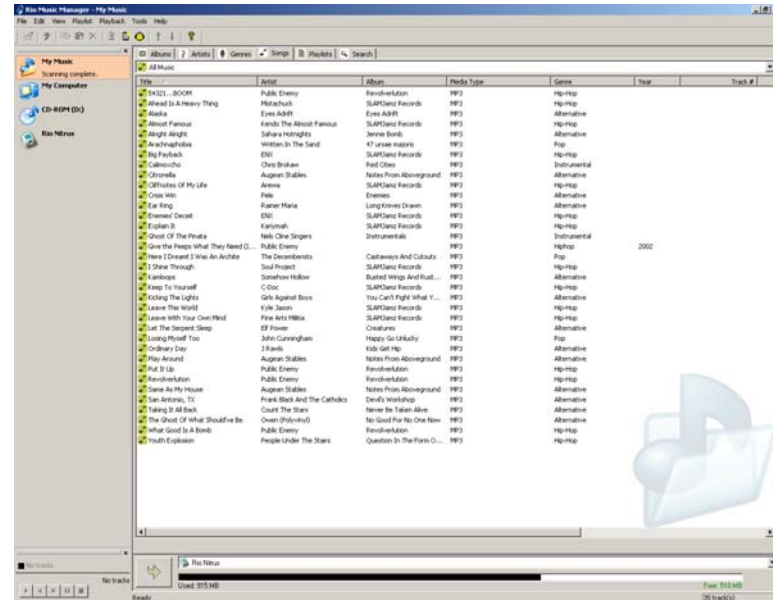 Rio Music Manager - My Music
File Edit View Playlist Playback Tools Help
My Music
Scanning complete.
My Computer
CD-ROM (D:)
Rio Nitrus
Albums Artists Genres Songs Playlists Search
All Music
Title Artist Album Media Type Genre Year Track #
54321...BOOM Public Enemy Revolverlution MP3 Hip-Hop
Ahead Is A Heavy Thing Mistachuck SLAMJamz Records MP3 Hip-Hop
Alaska Eyes Adrift Eyes Adrift MP3 Alternative
Almost Famous Kendo The Almost Famous SLAMJamz Records MP3 Hip-Hop
Alright Alright Sahara Hotnights Jennie Bomb MP3 Alternative
Arachnaphobia Written In The Sand 47 ursae majoris MP3 Pop
Big Payback ENX SLAMJamz Records MP3 Hip-Hop
Calimoxcho Chris Brokaw Red Cities MP3 Instrumental
Citronella Augean Stables Notes From Aboveground MP3 Alternative
Cliffnotes Of My Life Arewa SLAMJamz Records MP3 Hip-Hop
Crisis Win Pele Enemies MP3 Alternative
Ear Ring Rainer Maria Long Knives Drawn MP3 Alternative
Enemies' Deceit ENX SLAMJamz Records MP3 Hip-Hop
Explain It Kariymah SLAMJamz Records MP3 Hip-Hop
Ghost Of The Pinata Nels Cline Singers Instrumentals MP3 Instrumental
Give the Peeps What They Need (J... Public Enemy MP3 Hiphop 2002
Here I Dreamt I Was An Archite The Decemberists Castaways And Cutouts MP3 Pop
I Shine Through Soul Project SLAMJamz Records MP3 Hip-Hop
Kamloops Somehow Hollow Busted Wings And Rust... MP3 Alternative
Keep To Yourself C-Doc SLAMJamz Records MP3 Hip-Hop
Kicking The Lights Girls Against Boys You Can't Fight What Y... MP3 Alternative
Leave This World Kyle Jason SLAMJamz Records MP3 Hip-Hop
Leave With Your Own Mind Fine Arts Militia SLAMJamz Records MP3 Hip-Hop
Let The Serpent Sleep Elf Power Creatures MP3 Alternative
Losing Myself Too John Cunningham Happy Go Unlucky MP3 Pop
Ordinary Day J Rawls Kids Get Hip MP3 Alternative
Play Around Augean Stables Notes From Aboveground MP3 Alternative
Put It Up Public Enemy Revolverlution MP3 Hip-Hop
Revolverlution Public Enemy Revolverlution MP3 Hip-Hop
Same As My House Augean Stables Notes From Aboveground MP3 Alternative
San Antonio, TX Frank Black And The Catholics Devil's Workshop MP3 Alternative
Taking It All Back Count The Stars Never Be Taken Alive MP3 Alternative
The Ghost Of What Should've Be Owen (Polyvinyl) No Good For No One Now MP3 Alternative
What Good Is A Bomb Public Enemy Revolverlution MP3 Hip-Hop
Youth Explosion People Under The Stairs Question In The Form O... MP3 Hip-Hop
No tracks
Rio Nitrus
No tracks
Used: 915 MB Free: 510 MB
Ready 35 track(s)